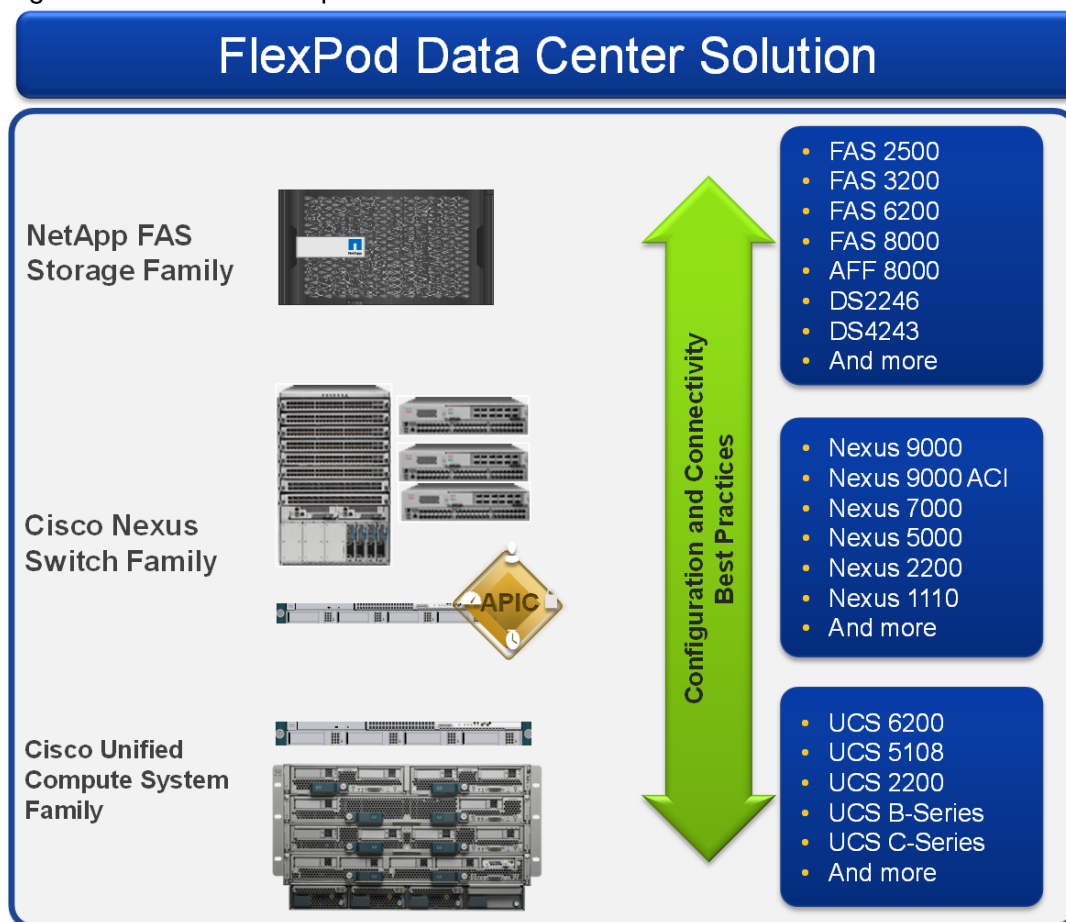 FlexPod Data Center Solution
NetApp FAS
Storage Family
NetApp
FAS 2500
FAS 3200
FAS 6200
FAS 8000
AFF 8000
DS2246
DS4243
And more
Configuration and Connectivity
Best Practices
Cisco Nexus
Switch Family
APIC
Nexus 9000
Nexus 9000 ACI
Nexus 7000
Nexus 5000
Nexus 2200
Nexus 1110
And more
Cisco Unified
Compute System
Family
UCS 6200
UCS 5108
UCS 2200
UCS B-Series
UCS C-Series
And more